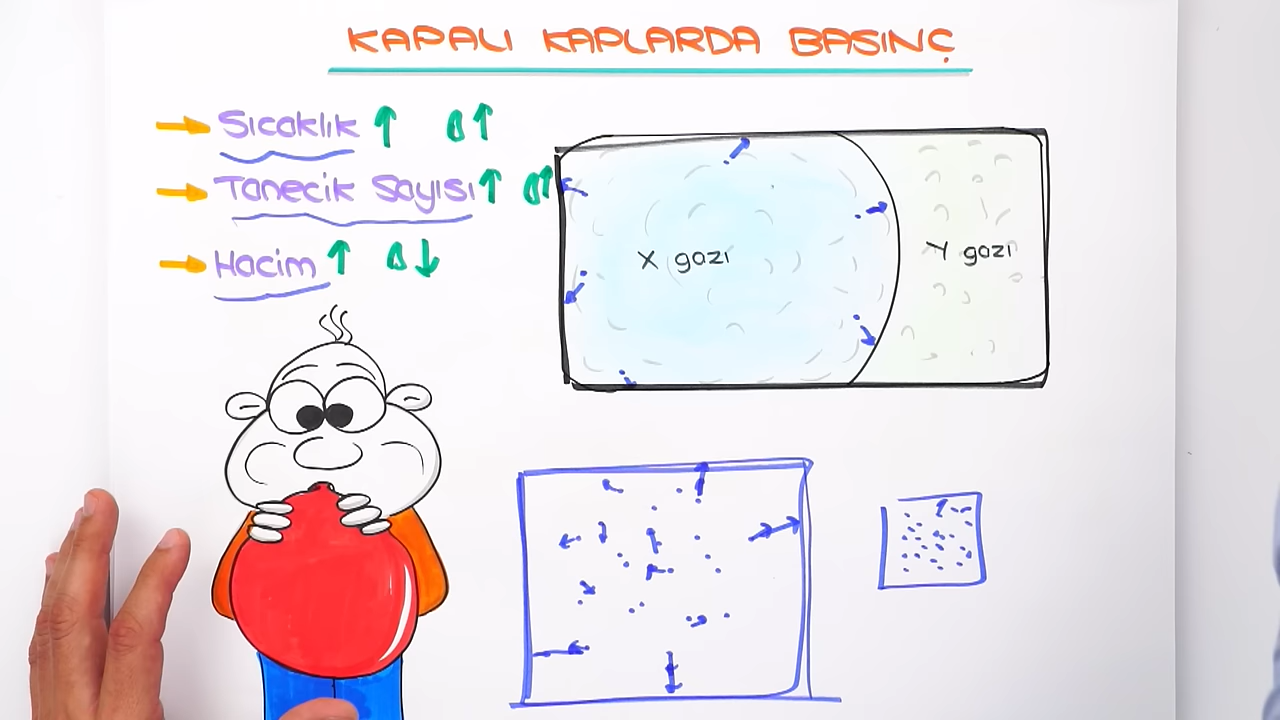 KAPALI KAPLARDA BASINÇ
→ Sıcaklık ↑ P↑
→ Tanecik Sayısı ↑ P↑
→ Hacim ↑ P↓
X gazı
Y gazı